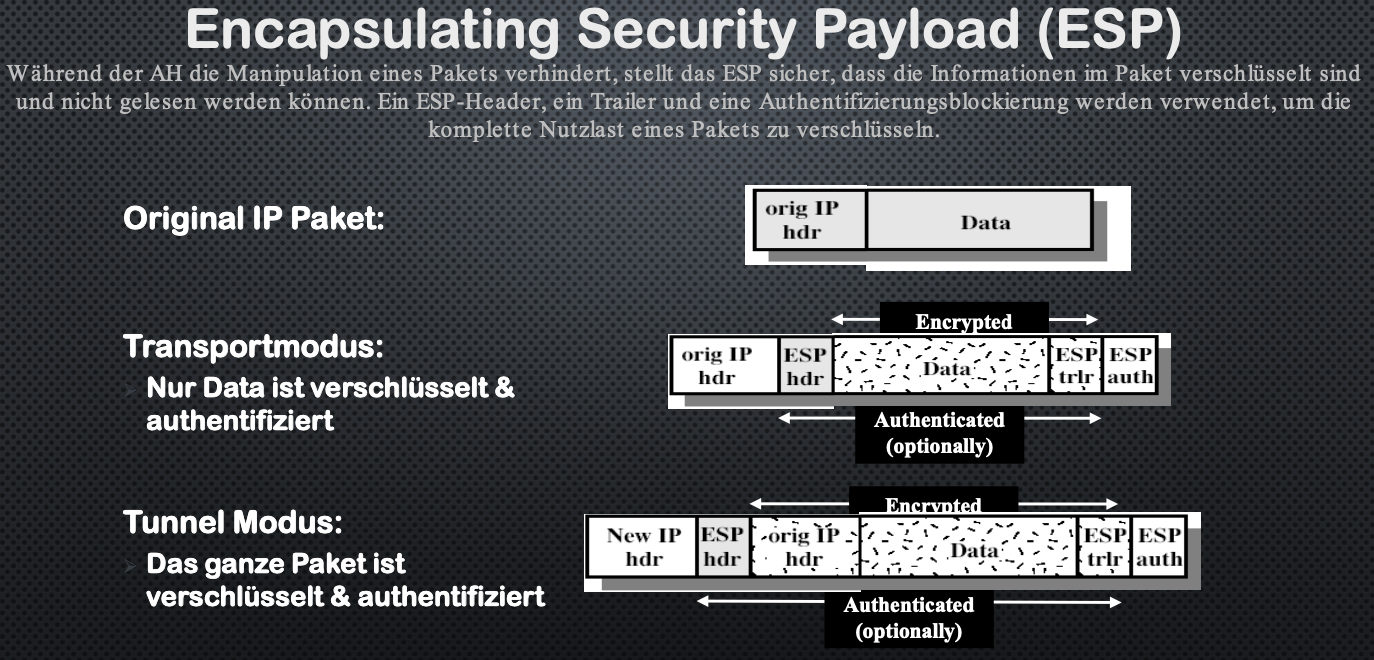 Encapsulating Security Payload (ESP)
Während der AH die Manipulation eines Pakets verhindert, stellt das ESP sicher, dass die Informationen im Paket verschlüsselt sind
und nicht gelesen werden können. Ein ESP-Header, ein Trailer und eine Authentifizierungsblockierung werden verwendet, um die
komplette Nutzlast eines Pakets zu verschlüsseln.
Original IP Paket:
orig IP
hdr
Data
Transportmodus:
Nur Data ist verschlüsselt &
authentifiziert
Encrypted
orig IP
hdr
ESP
hdr
Data
ESP
trlr
ESP
auth
Authenticated
(optionally)
Tunnel Modus:
Das ganze Paket ist
verschlüsselt & authentifiziert
Encrypted
New IP
hdr
ESP
hdr
orig IP
hdr
Data
ESP
trlr
ESP
auth
Authenticated
(optionally)